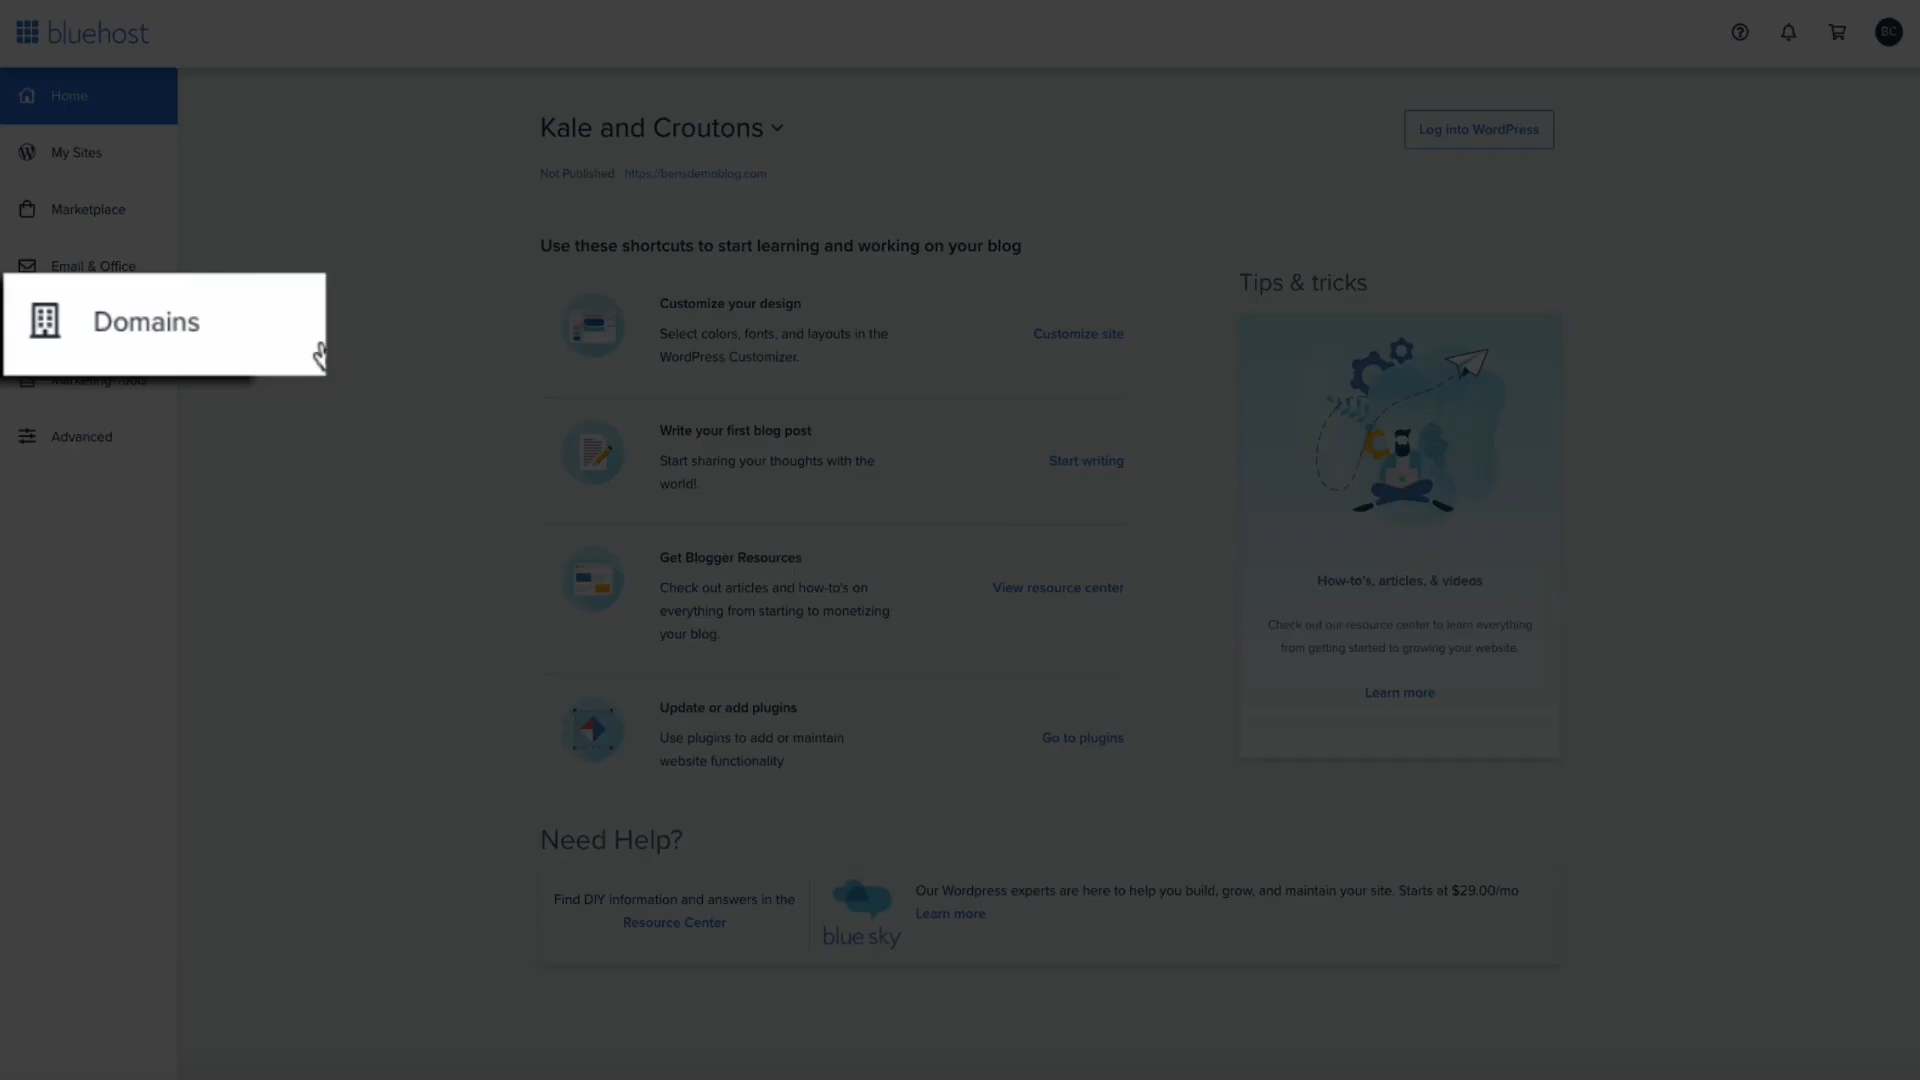 bluehost
BC
Home
My Sites
Marketplace
Email & Office
Domains
Marketing Tools
Advanced
Kale and Croutons
Log into WordPress
Not Published https://bensdemoblog.com
Use these shortcuts to start learning and working on your blog
Customize your design
Select colors, fonts, and layouts in the
WordPress Customizer.
Customize site
Write your first blog post
Start sharing your thoughts with the
world!
Start writing
Get Blogger Resources
Check out articles and how-to's on
everything from starting to monetizing
your blog.
View resource center
Update or add plugins
Use plugins to add or maintain
website functionality
Go to plugins
Tips & tricks
How-to's, articles, & videos
Check out our resource center to learn everything
from getting started to growing your website.
Learn more
Need Help?
Find DIY information and answers in the
Resource Center
blue sky
Our Wordpress experts are here to help you build, grow, and maintain your site. Starts at $29.00/mo
Learn more